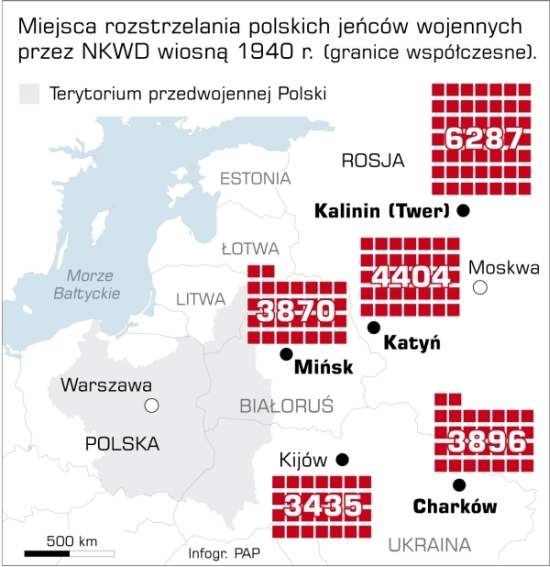 Miejsca rozstrzelania polskich jeńców wojennych
przez NKWD wiosną 1940 r. (granice współczesne).
Terytorium przedwojennej Polski
6287
ROSJA
ESTONIA
Kalinin (Twer)
ŁOTWA
4404
Moskwa
Morze
Bałtyckie
LITWA
3870
Katyń
Mińsk
Warszawa
BIAŁORUŚ
POLSKA
3896
Kijów
3435
Charków
UKRAINA
500 km
Infogr. PAP